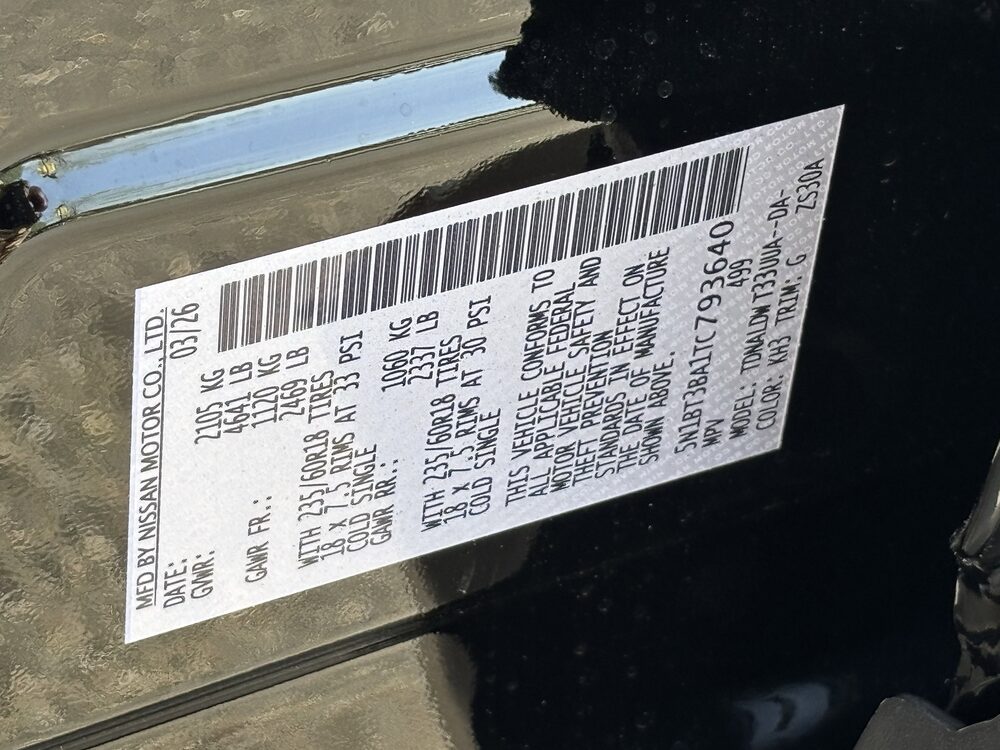 MFD BY NISSAN MOTOR CO., LTD.
DATE: 03/26
GVWR: 2105 KG
4641 LB
GAWR FR.: 1120 KG
2469 LB
WITH 235/60R18 TIRES
18 X 7.5 RIMS AT 33 PSI
COLD SINGLE
GAWR RR.: 1060 KG
2337 LB
WITH 235/60R18 TIRES
18 X 7.5 RIMS AT 30 PSI
COLD SINGLE
THIS VEHICLE CONFORMS TO
ALL APPLICABLE FEDERAL
MOTOR VEHICLE SAFETY AND
THEFT PREVENTION
STANDARDS IN EFFECT ON
THE DATE OF MANUFACTURE
SHOWN ABOVE.
5N1BT3BA1TC793640
MPV 499
MODEL: TDNALDW T33UUA--DA-
COLOR: KH3 TRIM: G ZS30A